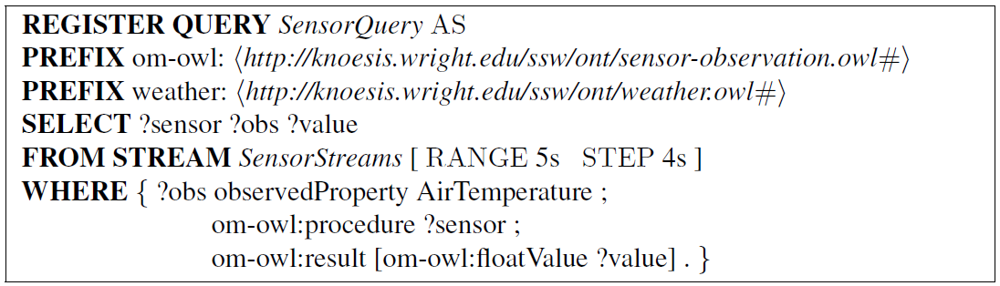 REGISTER QUERY SensorQuery AS
PREFIX om-owl: ⟨http://knoesis.wright.edu/ssw/ont/sensor-observation.owl#⟩
PREFIX weather: ⟨http://knoesis.wright.edu/ssw/ont/weather.owl#⟩
SELECT ?sensor ?obs ?value
FROM STREAM SensorStreams [ RANGE 5s STEP 4s ]
WHERE { ?obs observedProperty AirTemperature ;
om-owl:procedure ?sensor ;
om-owl:result [om-owl:floatValue ?value] . }